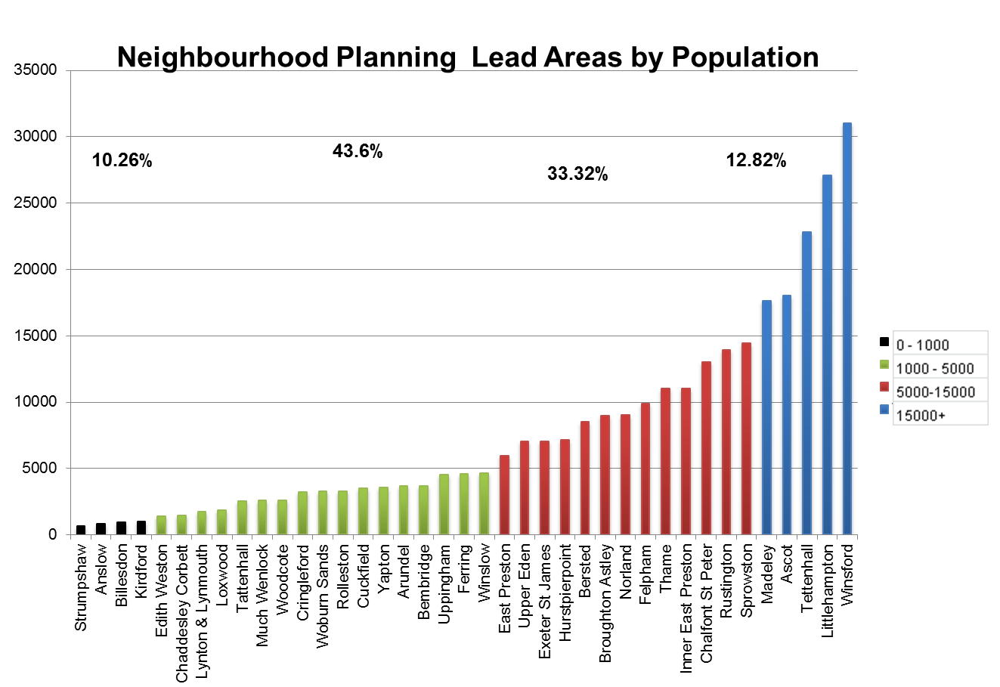 Neighbourhood Planning  Lead Areas by Population
35000
30000
25000
20000
15000
10000
5000
0
10.26%
43.6%
33.32%
12.82%
Strumpshaw
Anslow
Billesdon
Kirdford
Edith Weston
Chaddesley Corbett
Lynton & Lynmouth
Loxwood
Tattenhall
Much Wenlock
Woodcote
Cringleford
Woburn Sands
Rolleston
Cuckfield
Yapton
Arundel
Bembridge
Uppingham
Ferring
Winslow
East Preston
Upper Eden
Exeter St James
Hurstpierpoint
Bersted
Broughton Astley
Norland
Felpham
Thame
Inner East Preston
Chalfont St Peter
Rustington
Sprowston
Madeley
Ascot
Tettenhall
Littlehampton
Winsford
0 - 1000
1000 - 5000
5000-15000
15000+